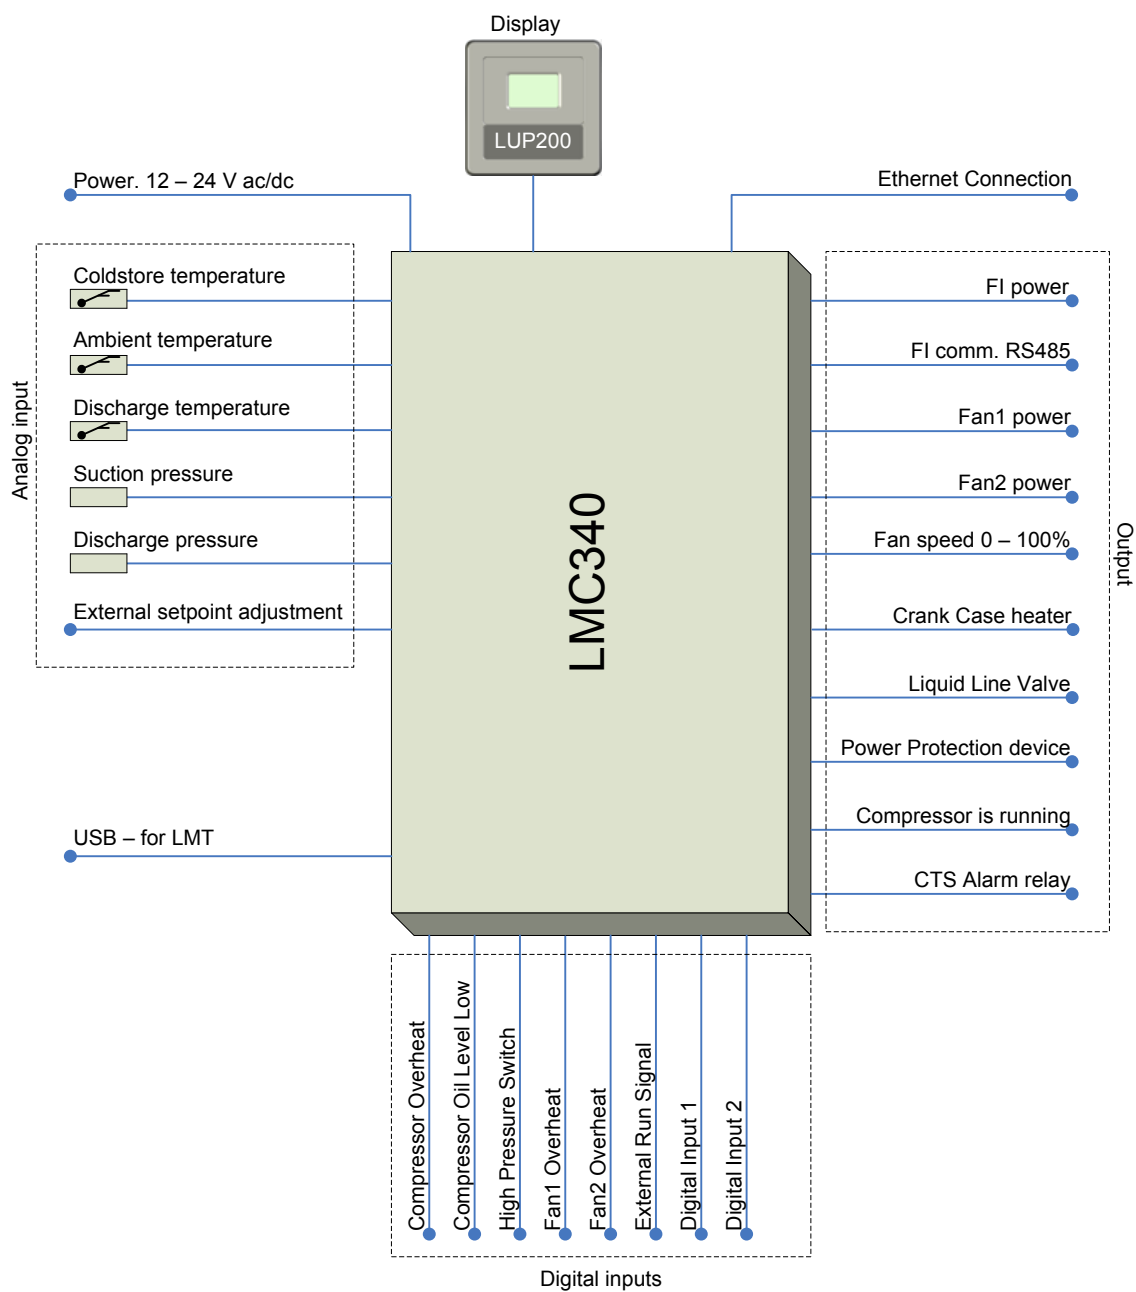 Display
LUP200
Power. 12 – 24 V ac/dc
Ethernet Connection
Analog input
Coldstore temperature
Ambient temperature
Discharge temperature
Suction pressure
Discharge pressure
External setpoint adjustment
USB – for LMT
LMC340
FI power
FI comm. RS485
Fan1 power
Fan2 power
Fan speed 0 – 100%
Crank Case heater
Liquid Line Valve
Power Protection device
Compressor is running
CTS Alarm relay
Output
Compressor Overheat
Compressor Oil Level Low
High Pressure Switch
Fan1 Overheat
Fan2 Overheat
External Run Signal
Digital Input 1
Digital Input 2
Digital inputs